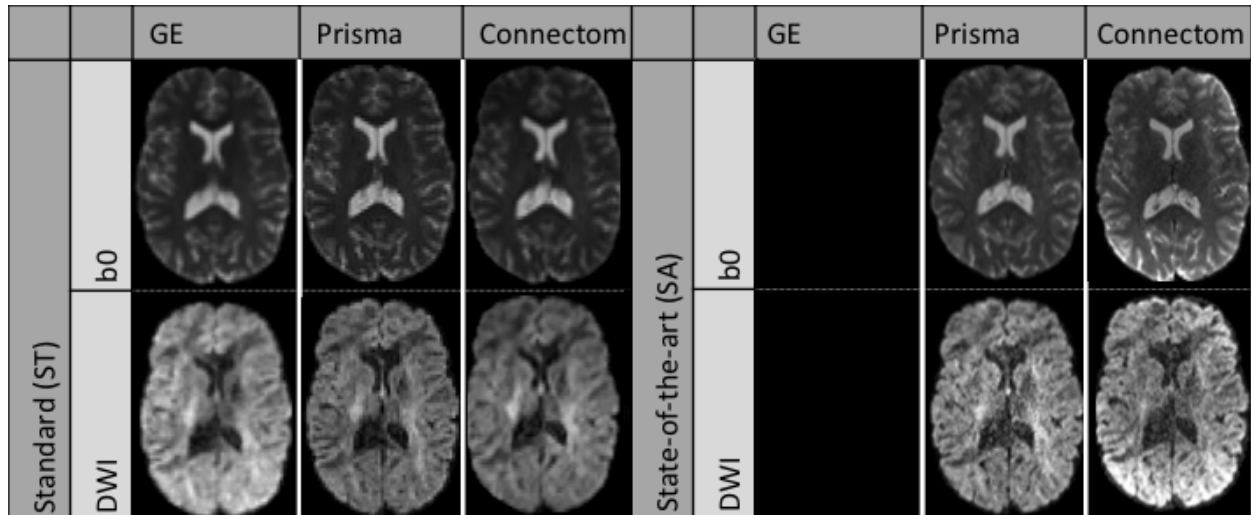 GE Prisma Connectom GE Prisma Connectom
Standard (ST)
b0
DWI
State-of-the-art (SA)
b0
DWI